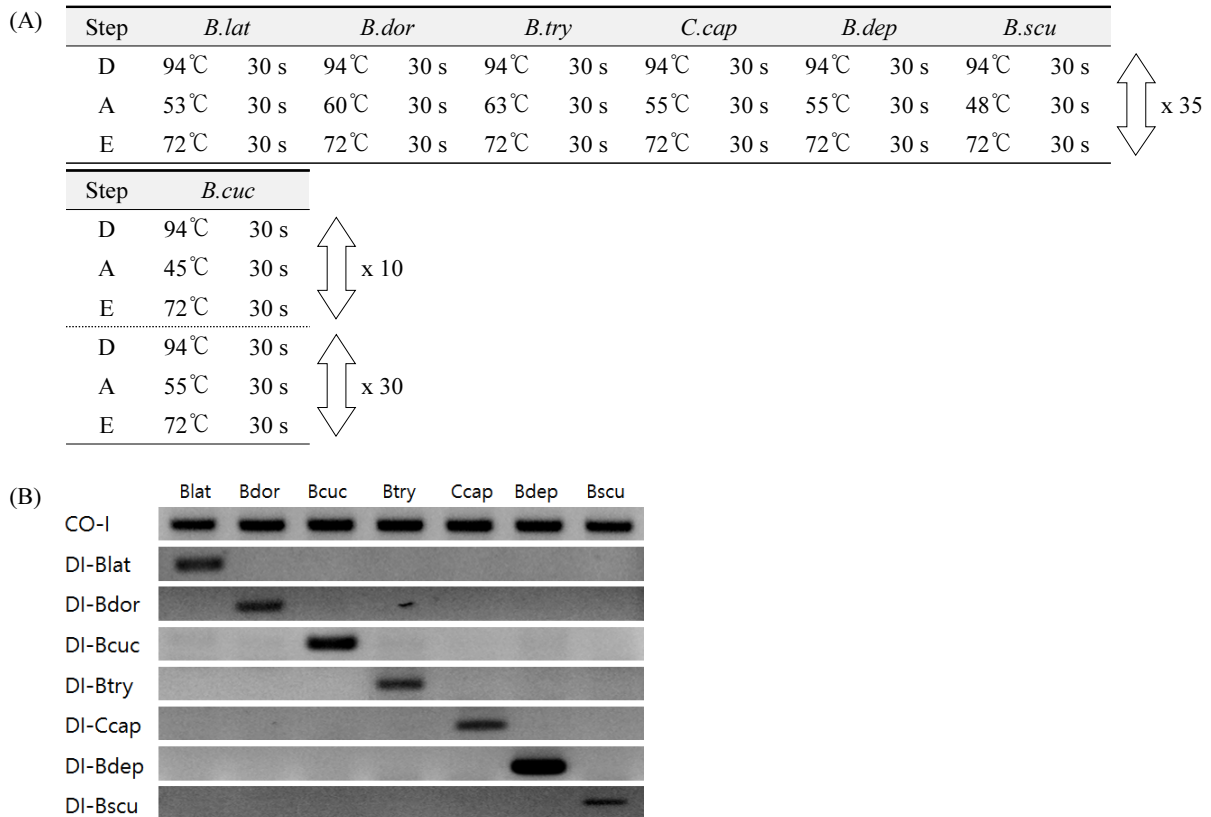 (A)
Step B.lat B.dor B.try C.cap B.dep B.scu
D 94℃ 30 s 94℃ 30 s 94℃ 30 s 94℃ 30 s 94℃ 30 s 94℃ 30 s
A 53℃ 30 s 60℃ 30 s 63℃ 30 s 55℃ 30 s 55℃ 30 s 48℃ 30 s x 35
E 72℃ 30 s 72℃ 30 s 72℃ 30 s 72℃ 30 s 72℃ 30 s 72℃ 30 s
Step B.cuc
D 94℃ 30 s
A 45℃ 30 s x 10
E 72℃ 30 s
D 94℃ 30 s
A 55℃ 30 s x 30
E 72℃ 30 s
(B)
Blat Bdor Bcuc Btry Ccap Bdep Bscu
CO-I
DI-Blat
DI-Bdor
DI-Bcuc
DI-Btry
DI-Ccap
DI-Bdep
DI-Bscu